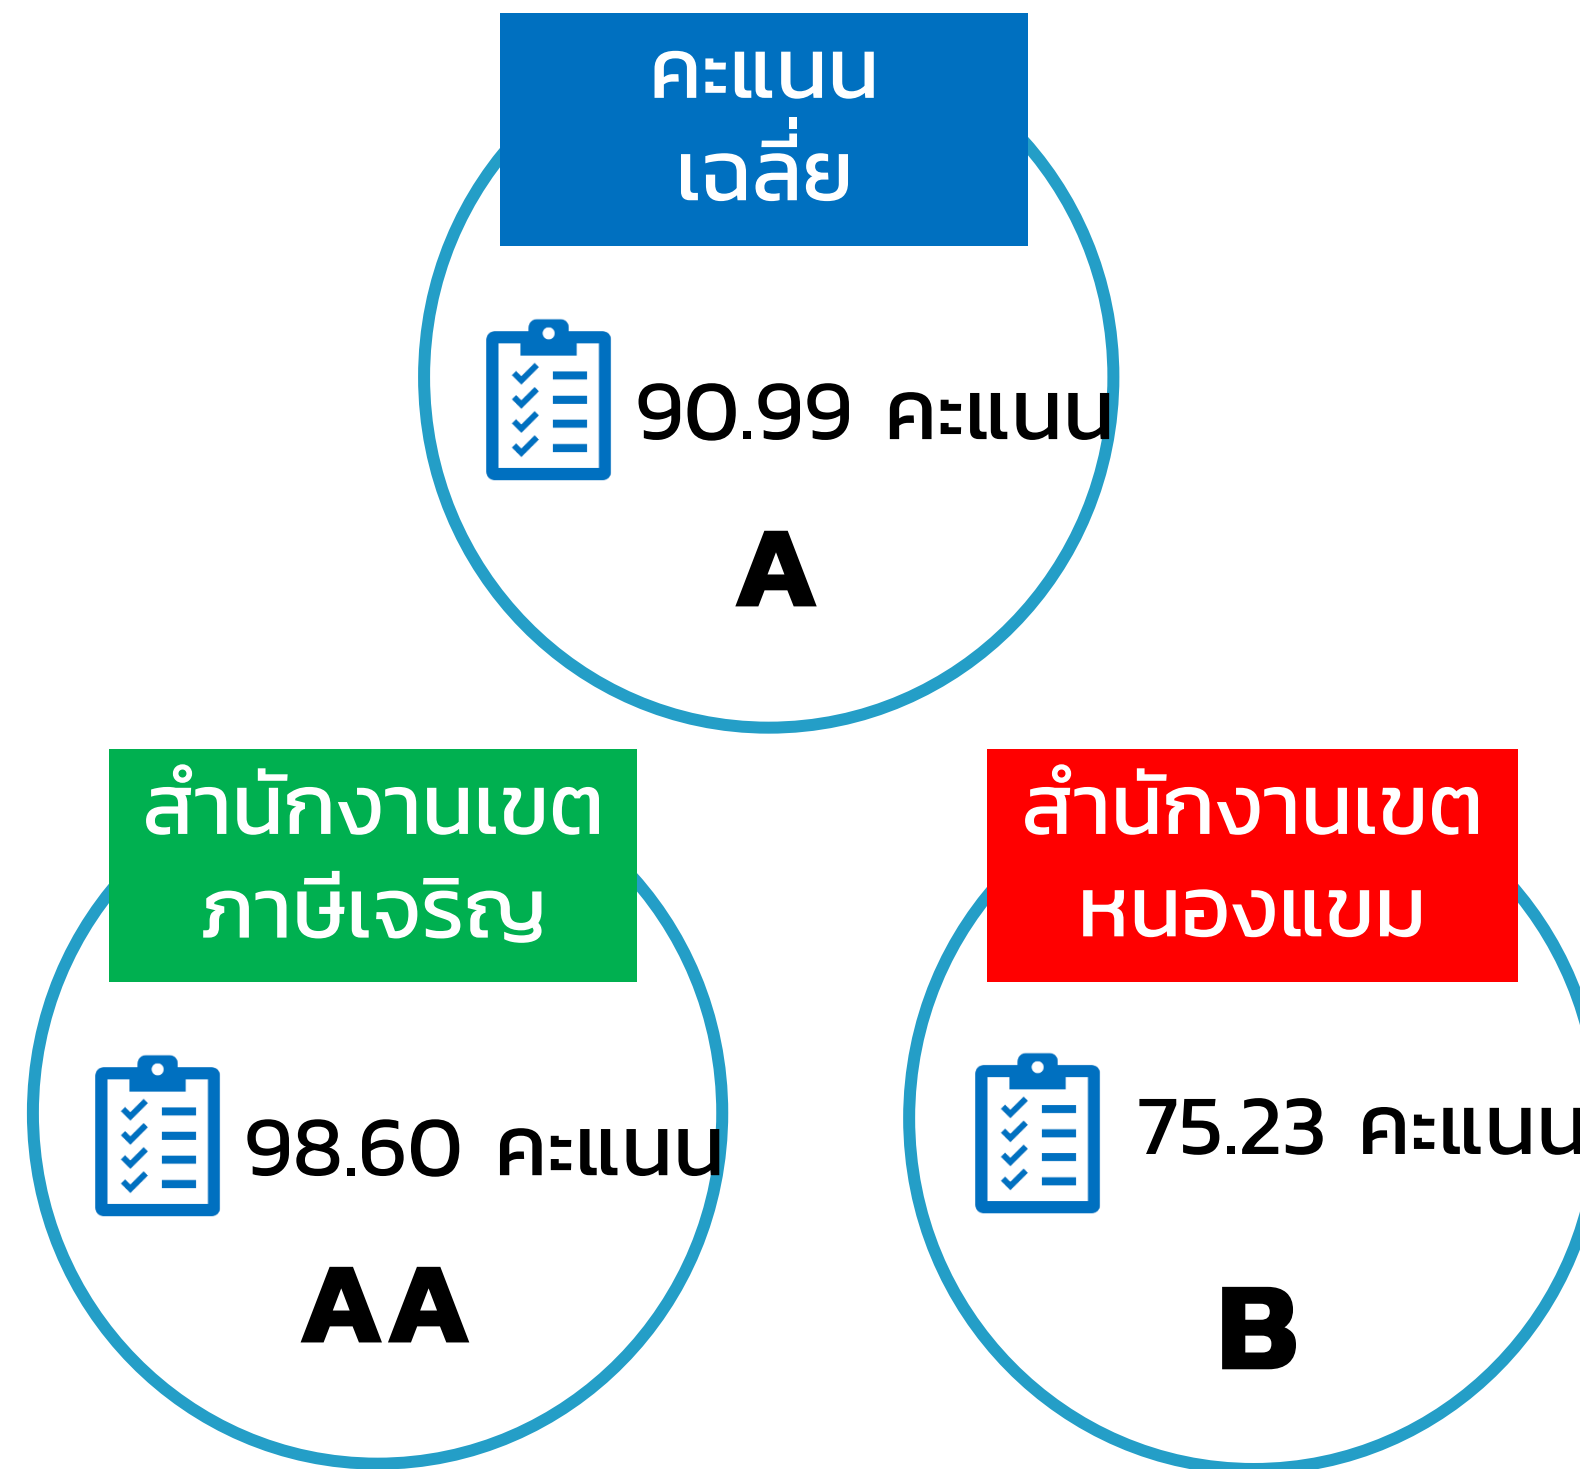 คะแนน
เฉลี่ย
90.99 คะแนน
A
สำนักงานเขต
ภาษีเจริญ
98.60 คะแนน
AA
สำนักงานเขต
หนองแขม
75.23 คะแนน
B